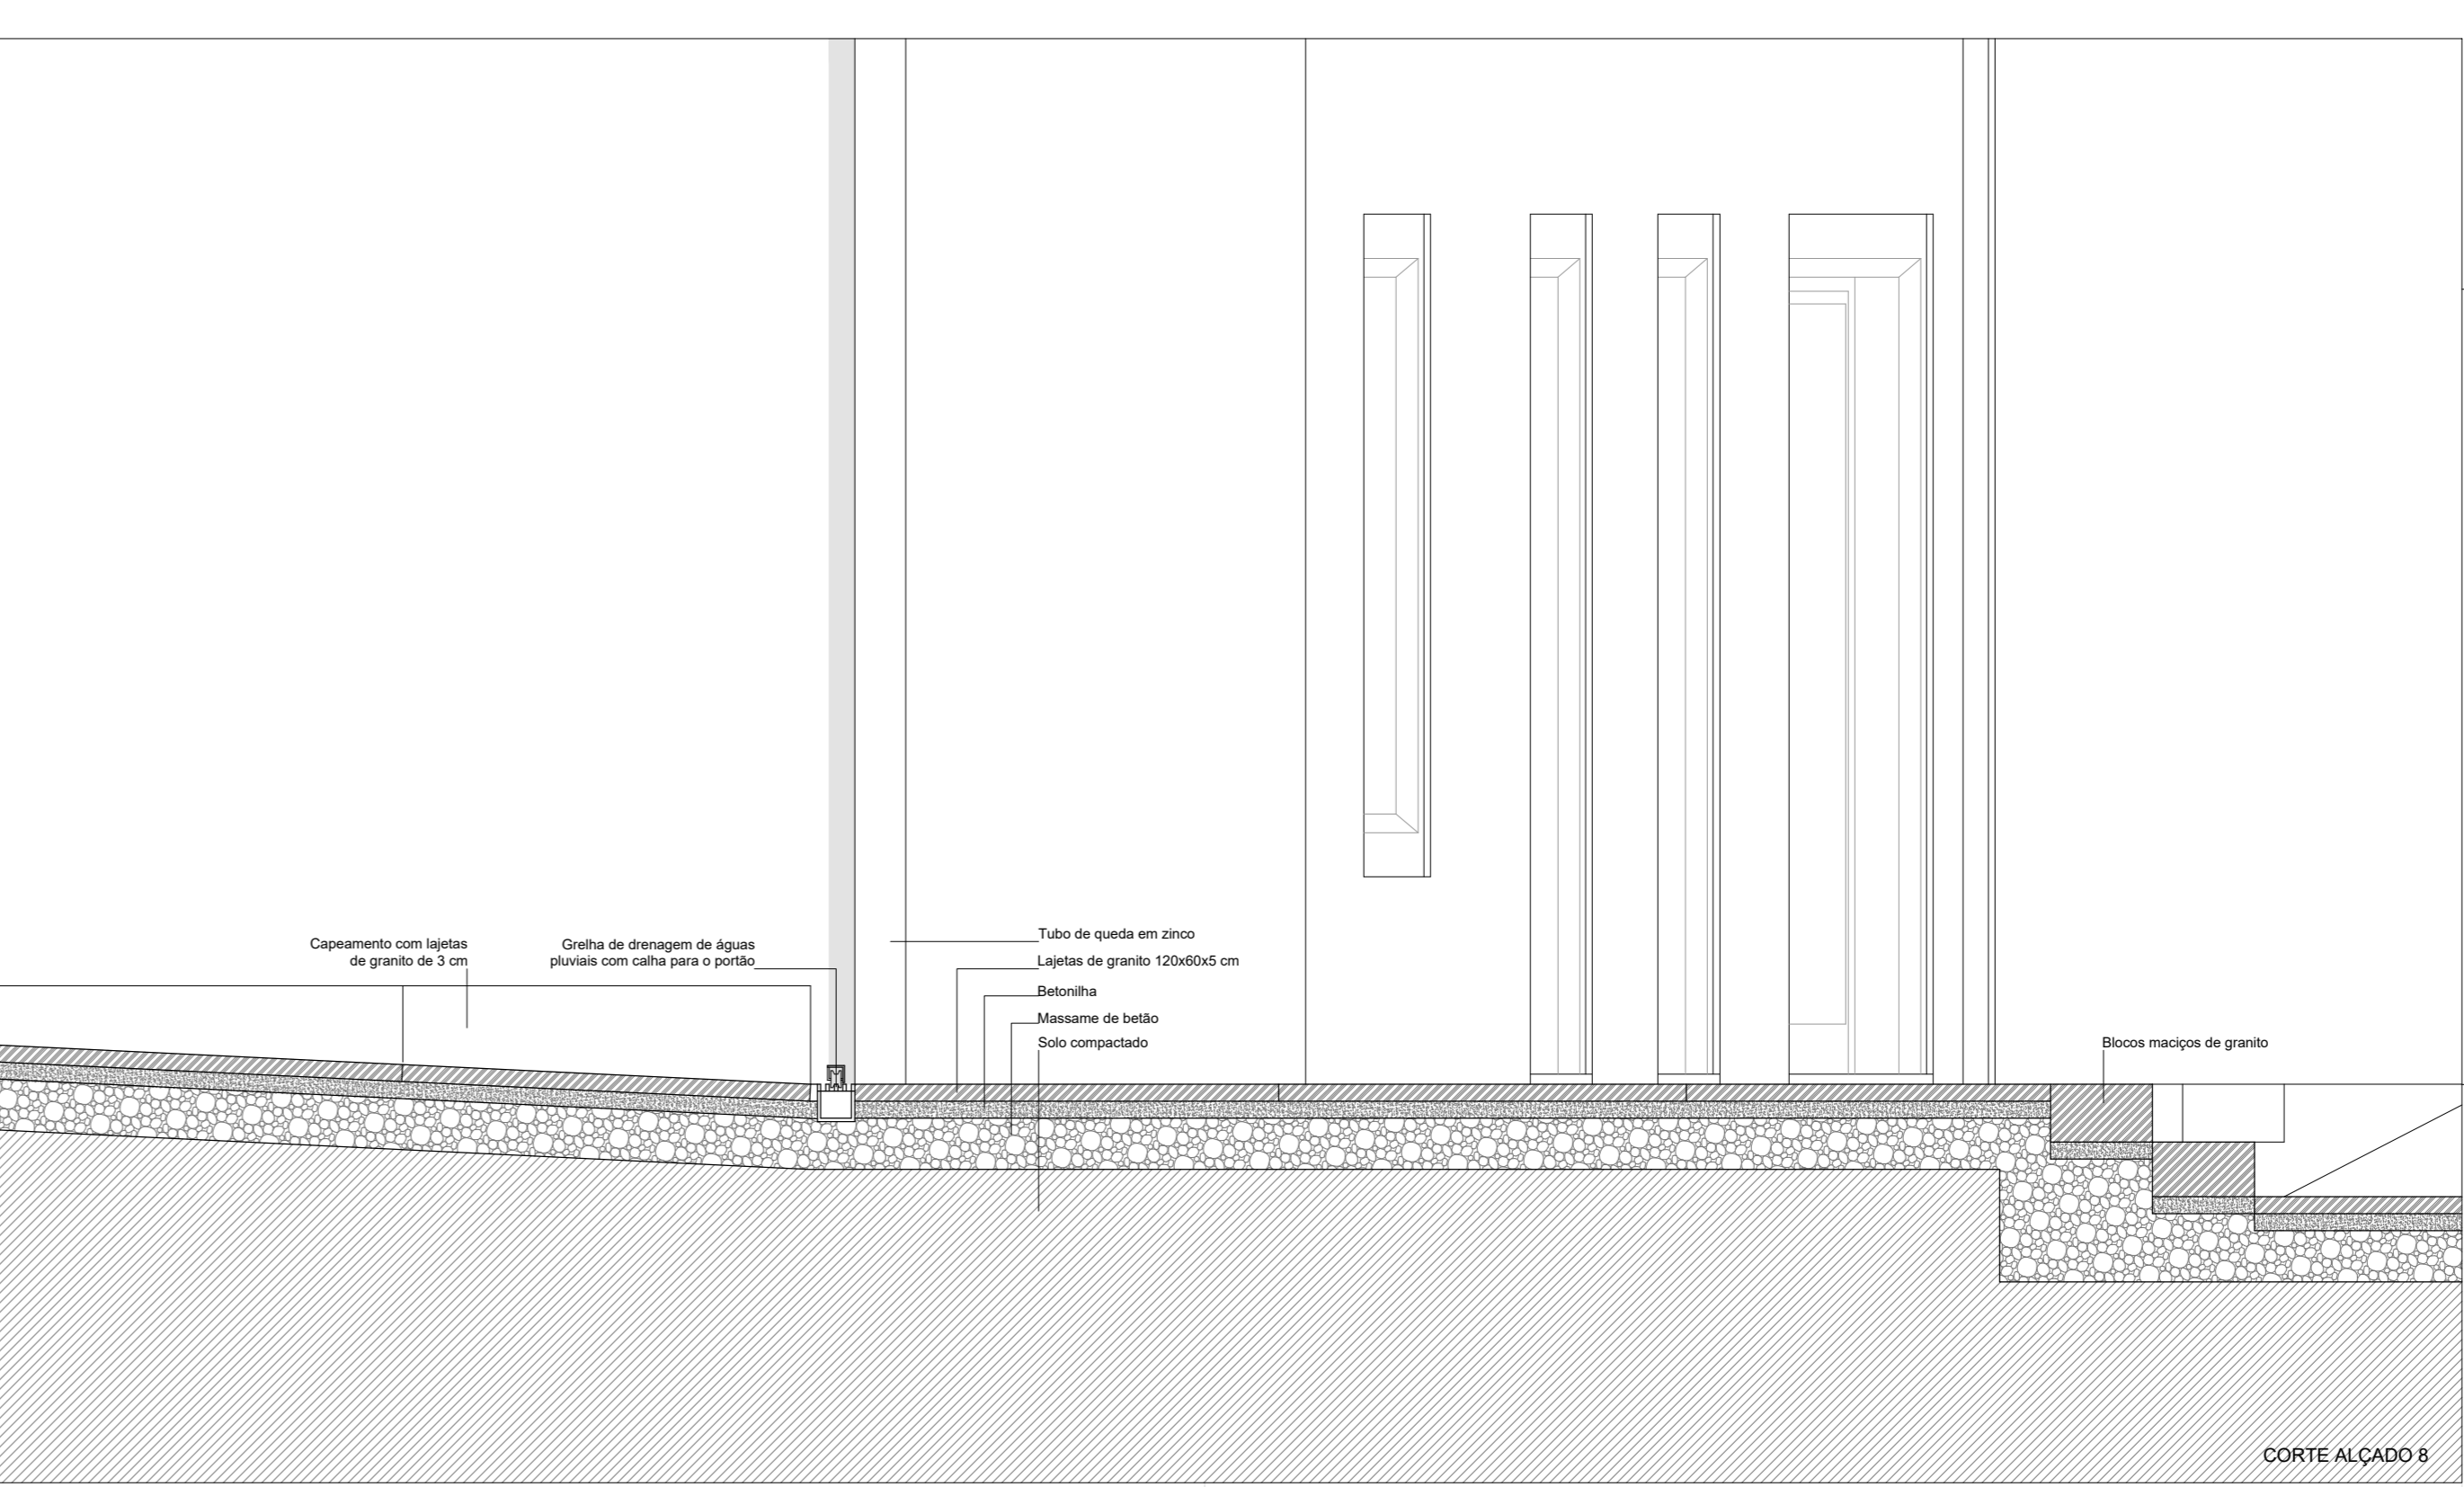 Capeamento com lajetas
de granito de 3 cm
Grelha de drenagem de águas
pluviais com calha para o portão
Tubo de queda em zinco
Lajetas de granito 120x60x5 cm
Betonilha
Massame de betão
Solo compactado
Blocos maciços de granito
CORTE ALÇADO 8